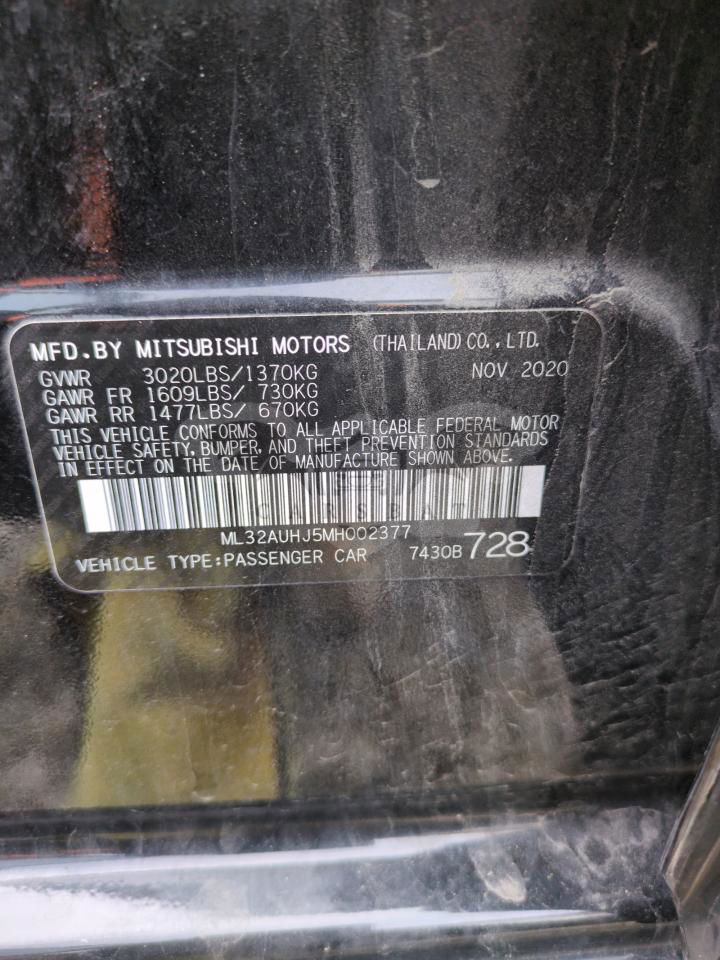 MFD.BY MITSUBISHI MOTORS (THAILAND)CO.,LTD.
GVWR 3020LBS/1370KG NOV 2020
GAWR FR 1609LBS/ 730KG
GAWR RR 1477LBS/ 670KG
THIS VEHICLE CONFORMS TO ALL APPLICABLE FEDERAL MOTOR
VEHICLE SAFETY, BUMPER, AND THEFT PREVENTION STANDARDS
IN EFFECT ON THE DATE OF MANUFACTURE SHOWN ABOVE.
ML32AUHJ5MH002377
VEHICLE TYPE:PASSENGER CAR 7430B 728